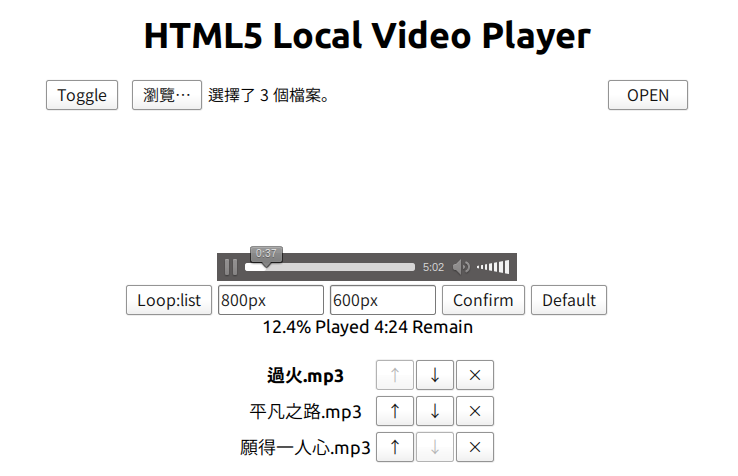 HTML5 Local Video Player
Toggle 瀏覽⋯ 選擇了 3 個檔案。 OPEN
0:37
5:02
Loop:list 800px 600px Confirm Default
12.4% Played 4:24 Remain
過火.mp3 ↑ ↓ ×
平凡之路.mp3 ↑ ↓ ×
願得一人心.mp3 ↑ ↓ ×